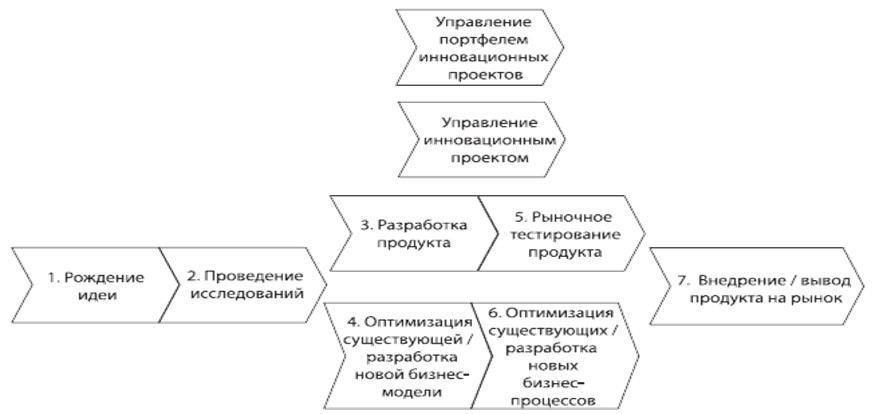 Управление
портфелем
инновационных
проектов
Управление
инновационным
проектом
1. Рождение
идеи
2. Проведение
исследований
3. Разработка
продукта
5. Рыночное
тестирование
продукта
4. Оптимизация
существующей /
разработка
новой бизнес-
модели
6. Оптимизация
существующих /
разработка
новых
бизнес-
процессов
7. Внедрение / вывод
продукта на рынок